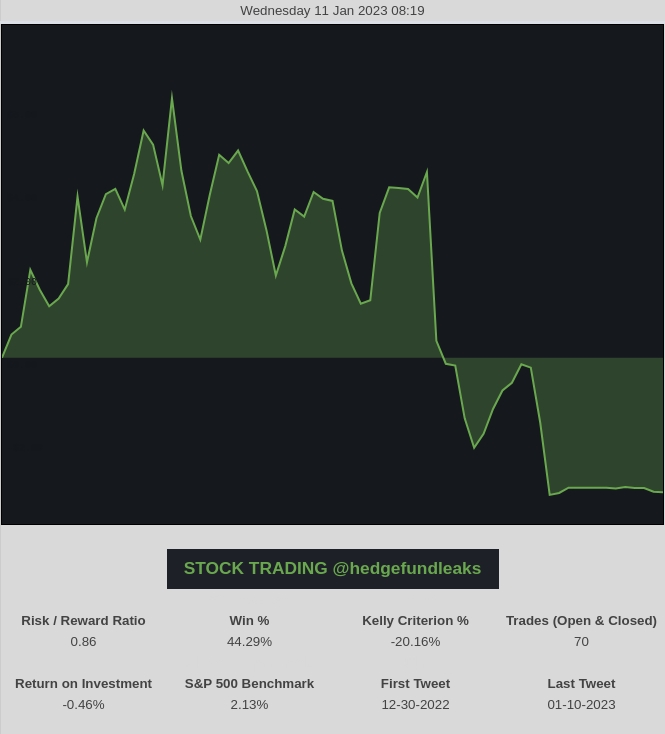 Wednesday 11 Jan 2023 08:19
STOCK TRADING @hedgefundleaks
Risk / Reward Ratio
Win %
Kelly Criterion %
Trades (Open & Closed)
0.86
44.29%
-20.16%
70
Return on Investment
S&P 500 Benchmark
First Tweet
Last Tweet
-0.46%
2.13%
12-30-2022
01-10-2023